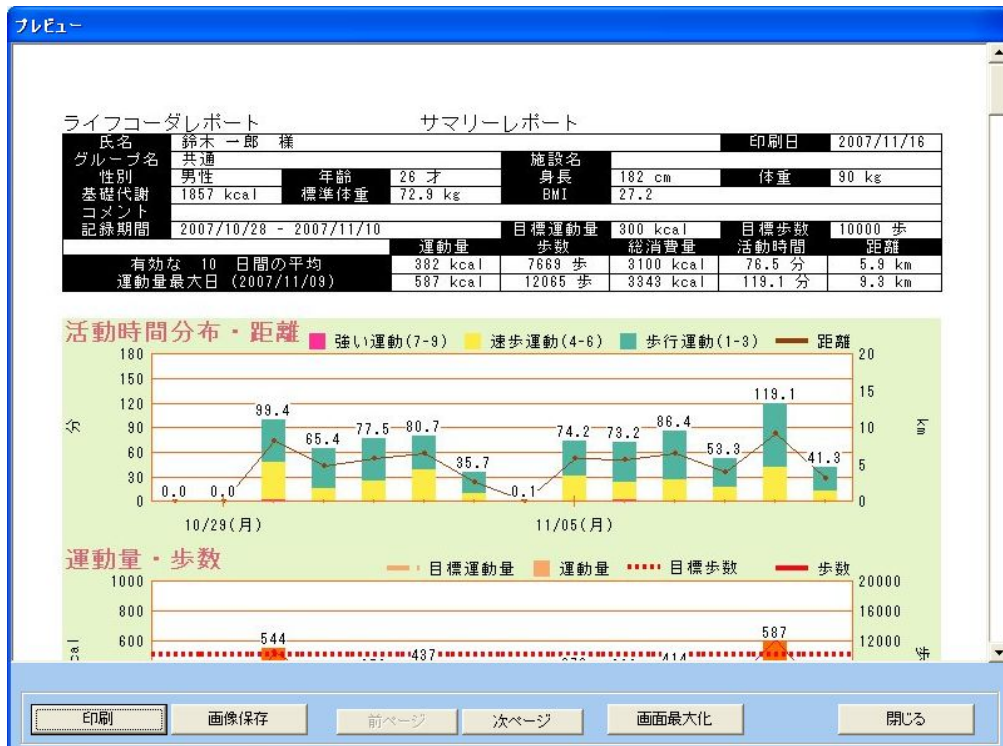 プレビュー
ライフコーダレポート サマリーレポート
氏名 鈴木 一郎 様 印刷日 2007/11/16
グループ名 共通 施設名
性別 男性 年齢 26 才 身長 182 cm 体重 90 kg
基礎代謝 1857 kcal 標準体重 72.9 kg BMI 27.2
コメント
記録期間 2007/10/28 - 2007/11/10 目標運動量 300 kcal 目標歩数 10000 歩
運動量 歩数 総消費量 活動時間 距離
有効な 10 日間の平均 382 kcal 7669 歩 3100 kcal 76.5 分 5.9 km
運動量最大日 (2007/11/09) 587 kcal 12065 歩 3343 kcal 119.1 分 9.3 km
活動時間分布・距離 強い運動(7-9) 速歩運動(4-6) 歩行運動(1-3) 距離
180 20
150
120 15
90 10
60
30 5
0 0
分 km
0.0 0.0 99.4 65.4 77.5 80.7 35.7 0.1 74.2 73.2 86.4 53.3 119.1 41.3
10/29(月) 11/05(月)
運動量・歩数 目標運動量 運動量 目標歩数 歩数
1000 20000
800 16000
600 12000
歩
544 437 414 587
印刷 画像保存 前ページ 次ページ 画面最大化 閉じる